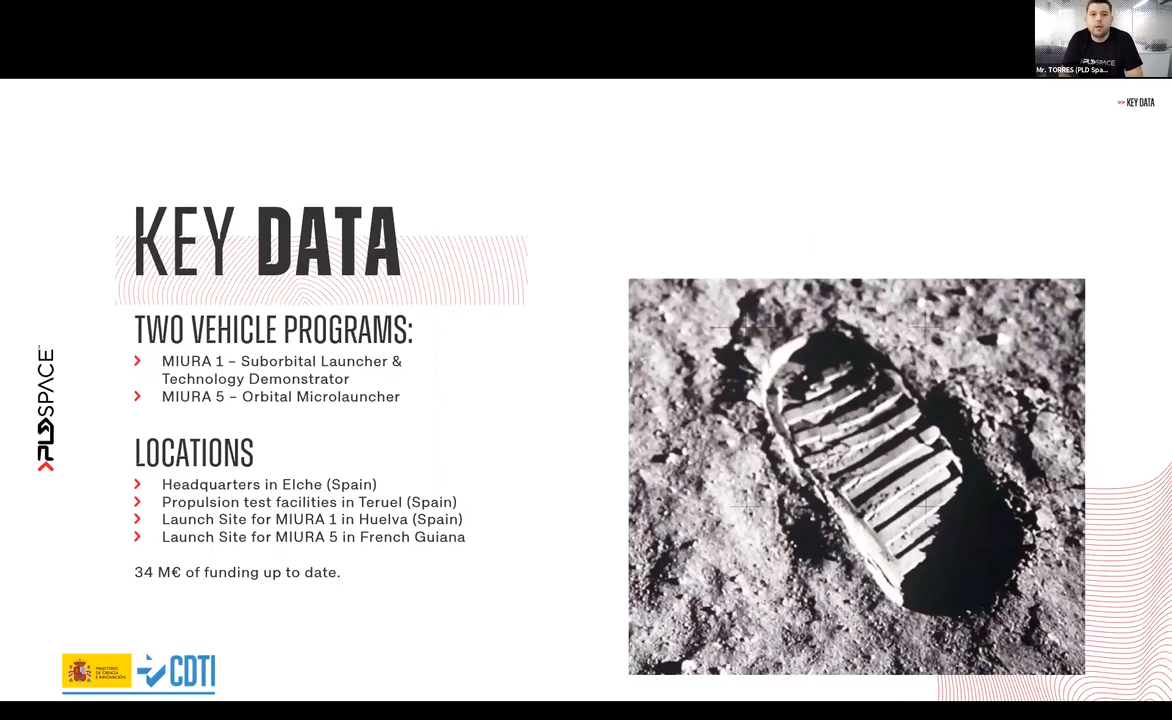 PLD SPACE
Mr. TORRES (PLD Spa...
>> KEY DATA
KEY DATA
TWO VEHICLE PROGRAMS:
MIURA 1 – Suborbital Launcher &
Technology Demonstrator
MIURA 5 – Orbital Microlauncher
LOCATIONS
Headquarters in Elche (Spain)
Propulsion test facilities in Teruel (Spain)
Launch Site for MIURA 1 in Huelva (Spain)
Launch Site for MIURA 5 in French Guiana
34 M€ of funding up to date.
PLD SPACE
MINISTERIO
DE CIENCIA
E INNOVACIÓN
CDTI